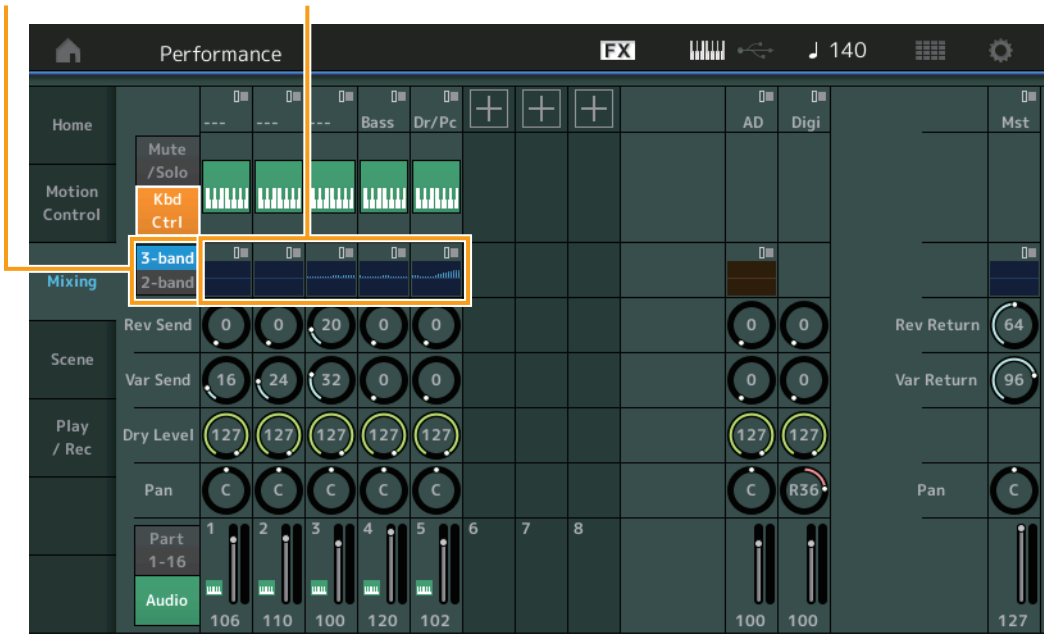 Performance FX 140
Home
Motion
Control
Mixing
Scene
Play
/ Rec
--- --- --- Bass Dr/Pc AD Digi Mst
Mute
/Solo
Kbd
Ctrl
3-band
2-band
Rev Send 0 0 20 0 0 0 0 Rev Return 64
Var Send 16 24 32 0 0 0 0 Var Return 96
Dry Level 127 127 127 127 127 127 127
Pan C C C C C C R36 Pan C
Part
1-16
1 2 3 4 5 6 7 8
Audio
106 110 100 120 102 100 100 127